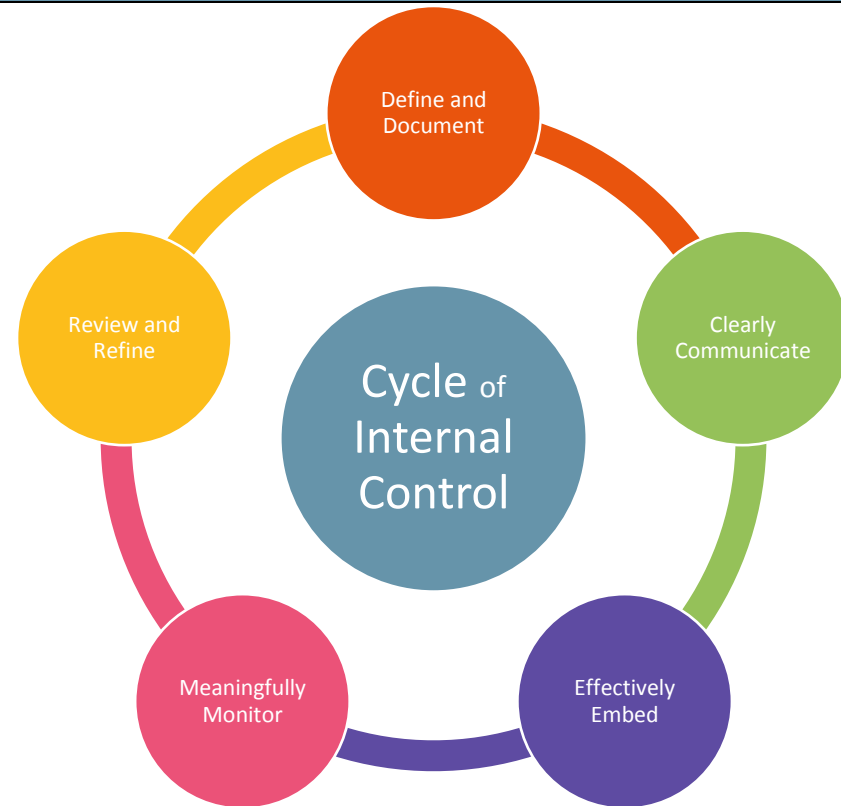 Define and
Document
Review and
Refine
Clearly
Communicate
Cycle of
Internal
Control
Meaningfully
Monitor
Effectively
Embed